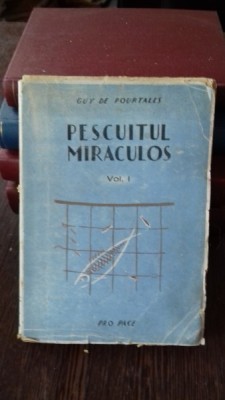 GUY DE POURTALES
PESCUITUL
MIRACULOS
Vol. I
PRO PACE